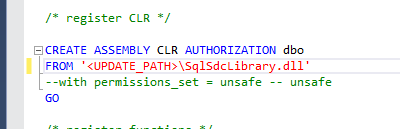 /* register CLR */
CREATE ASSEMBLY CLR AUTHORIZATION dbo
FROM '<UPDATE_PATH>\SqlSdcLibrary.dll'
--with permissions_set = unsafe -- unsafe
GO
/* register functions */